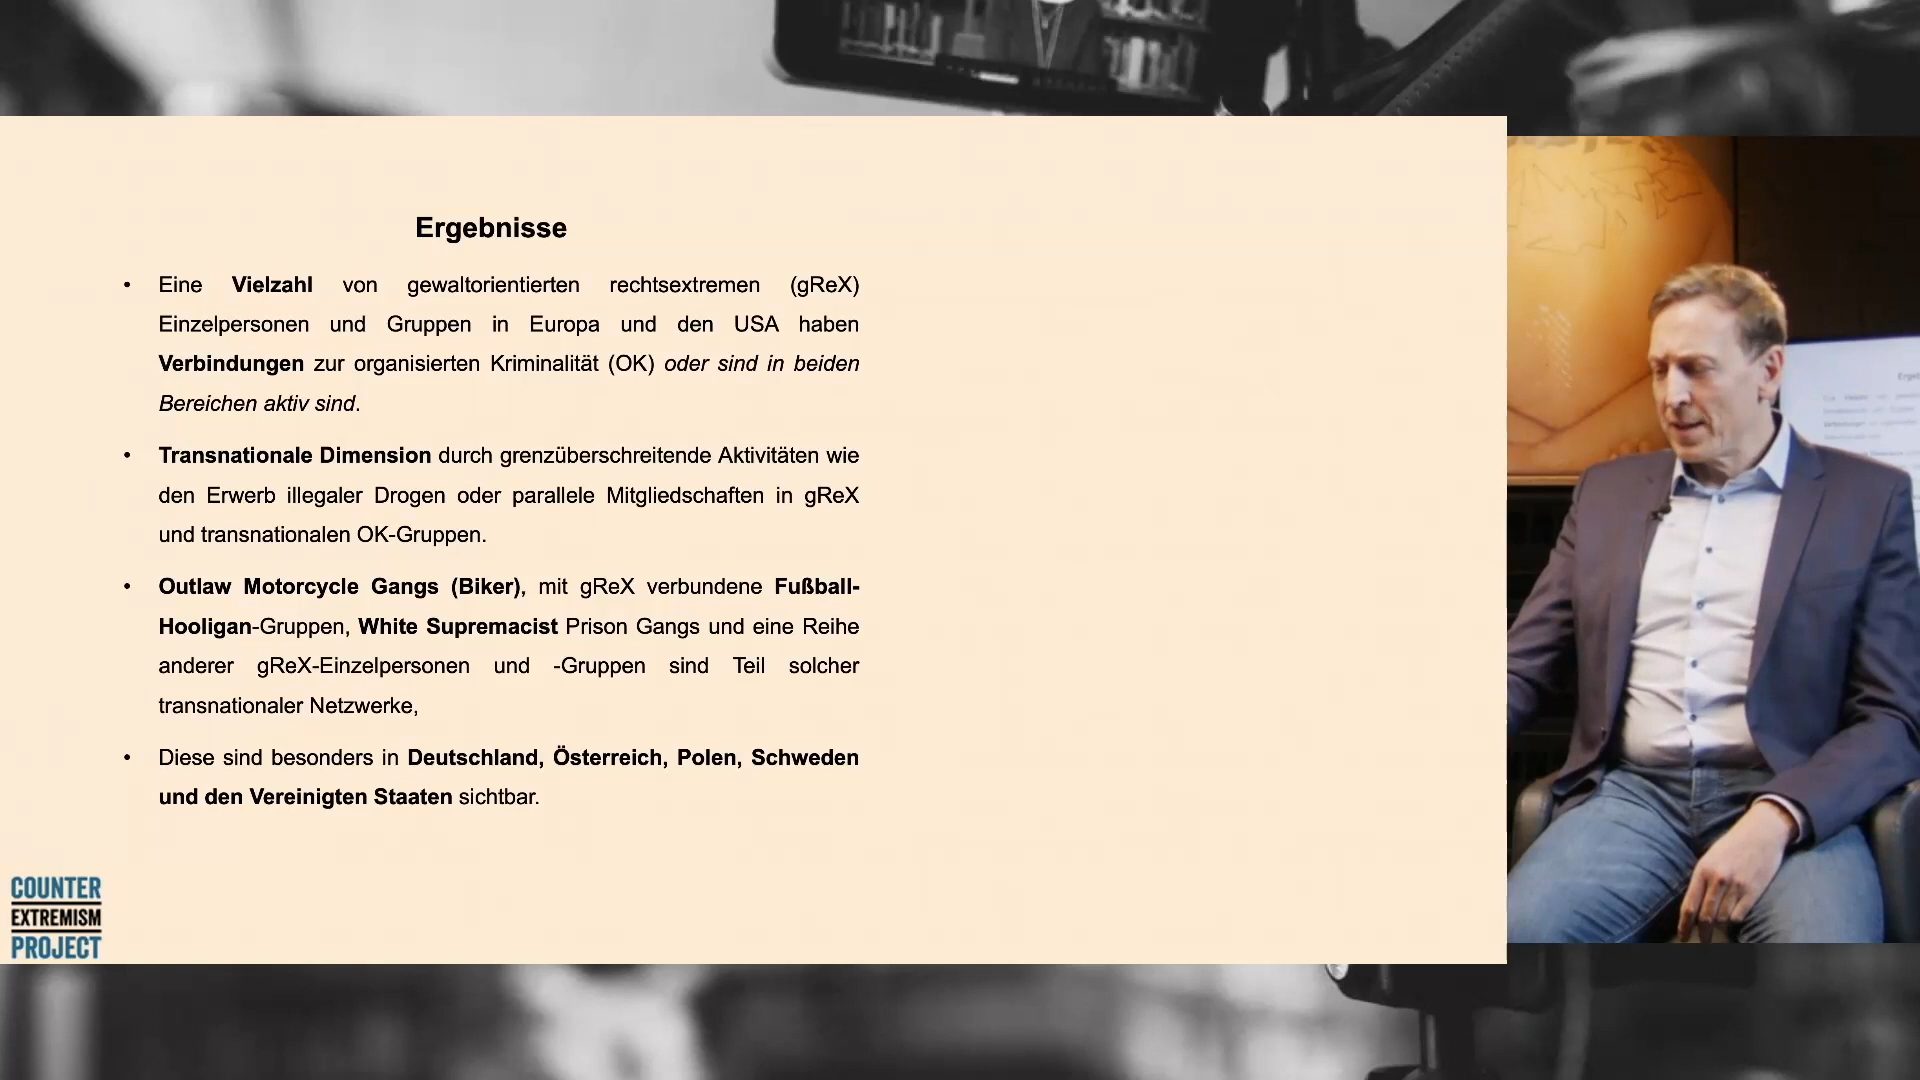 Ergebnisse
• Eine Vielzahl von gewaltorientierten rechtsextremen (gReX)
Einzelpersonen und Gruppen in Europa und den USA haben
Verbindungen zur organisierten Kriminalität (OK) oder sind in beiden
Bereichen aktiv sind.
• Transnationale Dimension durch grenzüberschreitende Aktivitäten wie
den Erwerb illegaler Drogen oder parallele Mitgliedschaften in gReX
und transnationalen OK-Gruppen.
• Outlaw Motorcycle Gangs (Biker), mit gReX verbundene Fußball-
Hooligan-Gruppen, White Supremacist Prison Gangs und eine Reihe
anderer gReX-Einzelpersonen und -Gruppen sind Teil solcher
transnationaler Netzwerke,
• Diese sind besonders in Deutschland, Österreich, Polen, Schweden
und den Vereinigten Staaten sichtbar.
COUNTER
EXTREMISM
PROJECT